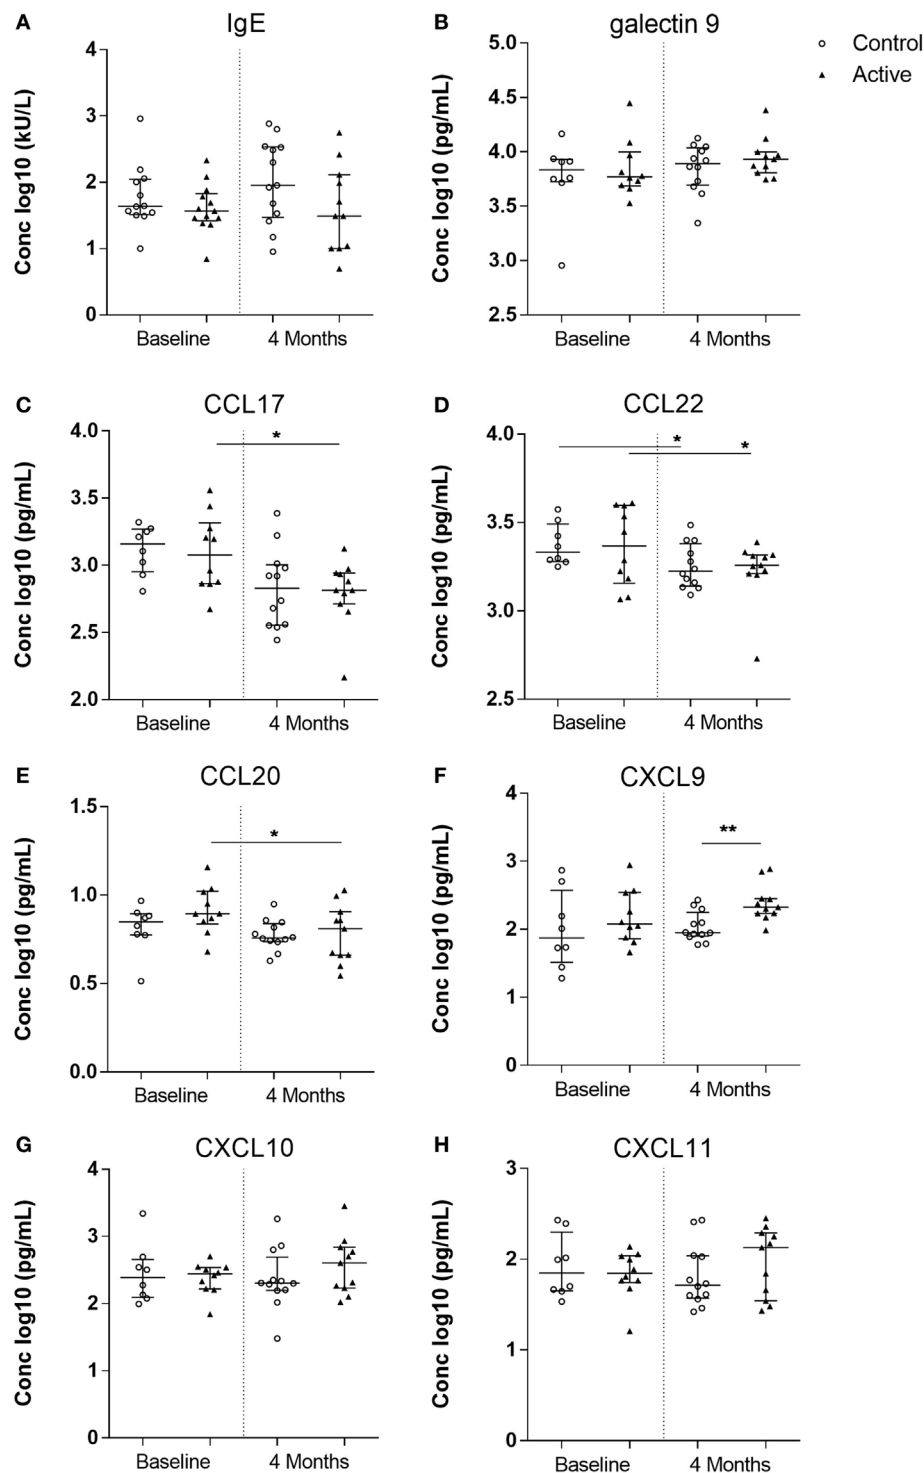 A IgE
Conc log10 (kU/L)
4
3
2
1
0
Baseline 4 Months
B galectin 9
Conc log10 (pg/mL)
5.0
4.5
4.0
3.5
3.0
2.5
Baseline 4 Months
Control
Active
C CCL17
Conc log10 (pg/mL)
4.0
3.5
3.0
2.5
2.0
*
Baseline 4 Months
D CCL22
Conc log10 (pg/mL)
4.0
3.5
3.0
2.5
* *
Baseline 4 Months
E CCL20
Conc log10 (pg/mL)
1.5
1.0
0.5
0.0
*
Baseline 4 Months
F CXCL9
Conc log10 (pg/mL)
4
3
2
1
0
**
Baseline 4 Months
G CXCL10
Conc log10 (pg/mL)
4
3
2
1
0
Baseline 4 Months
H CXCL11
Conc log10 (pg/mL)
3
2
1
0
Baseline 4 Months